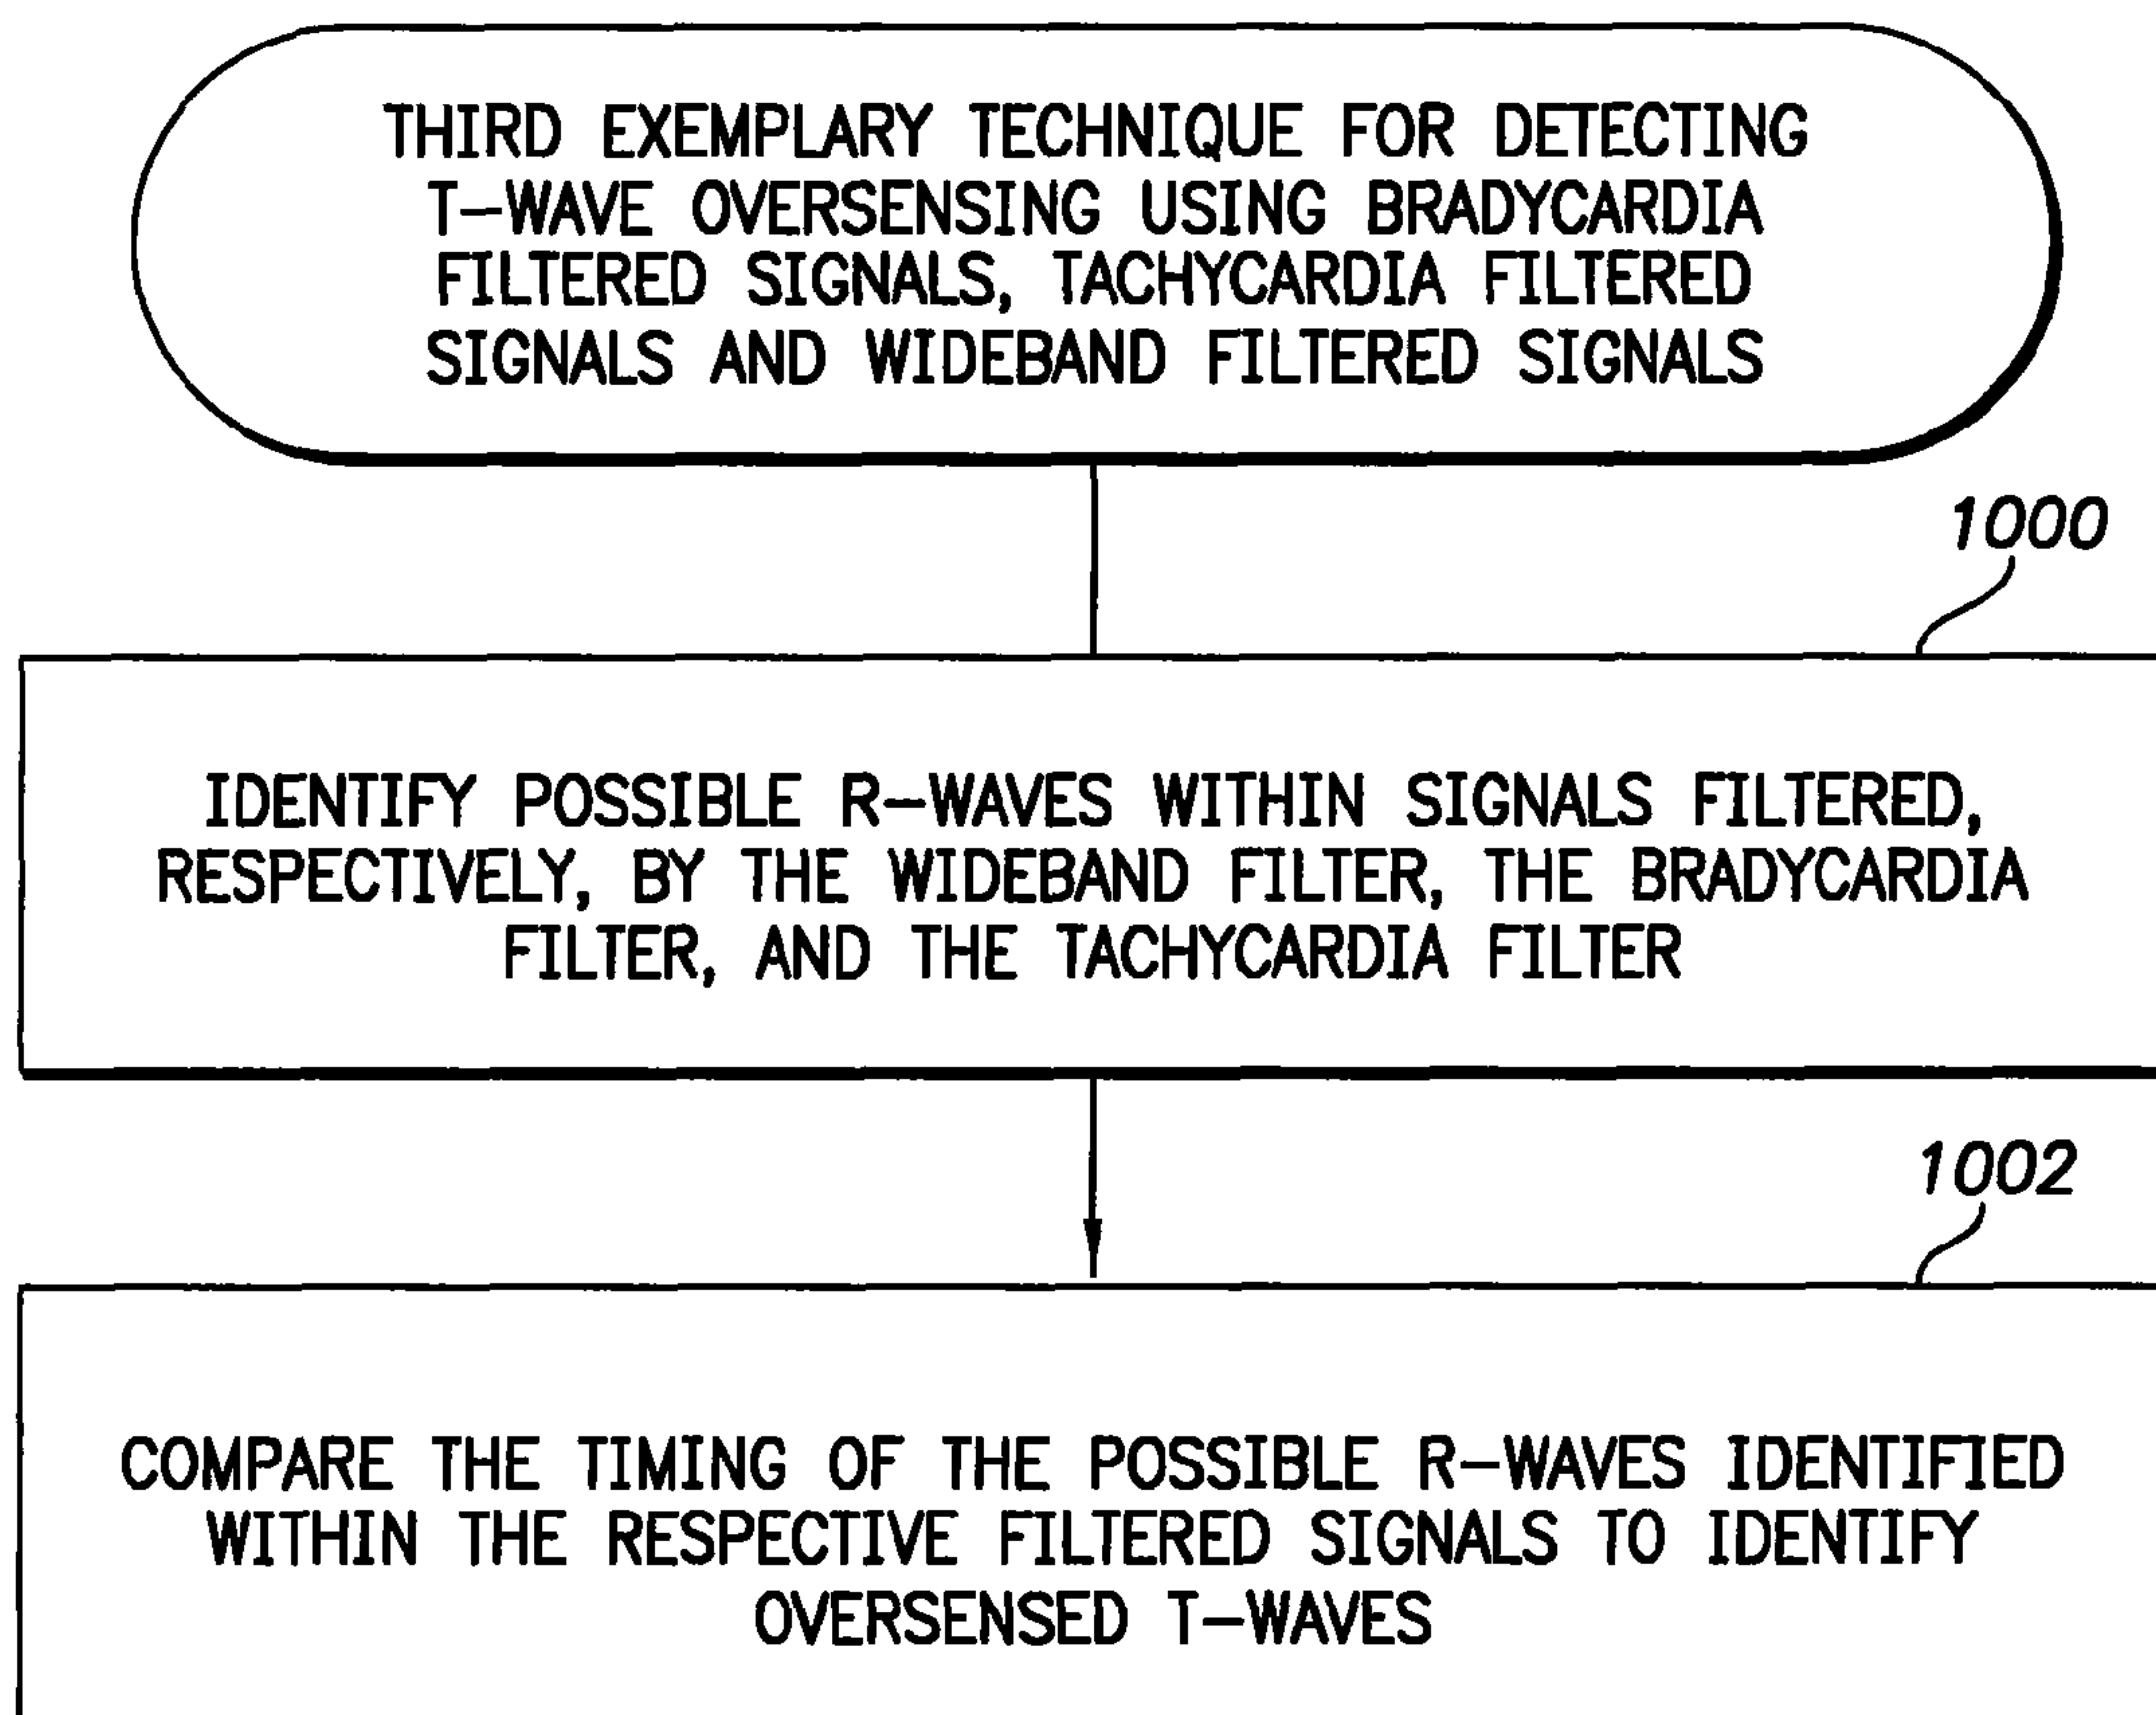 THIRD EXEMPLARY TECHNIQUE FOR DETECTING
T-WAVE OVERSENSING USING BRADYCARDIA
FILTERED SIGNALS, TACHYCARDIA FILTERED
SIGNALS AND WIDEBAND FILTERED SIGNALS
1000
IDENTIFY POSSIBLE R-WAVES WITHIN SIGNALS FILTERED,
RESPECTIVELY, BY THE WIDEBAND FILTER, THE BRADYCARDIA
FILTER, AND THE TACHYCARDIA FILTER
1002
COMPARE THE TIMING OF THE POSSIBLE R-WAVES IDENTIFIED
WITHIN THE RESPECTIVE FILTERED SIGNALS TO IDENTIFY
OVERSENSED T-WAVES